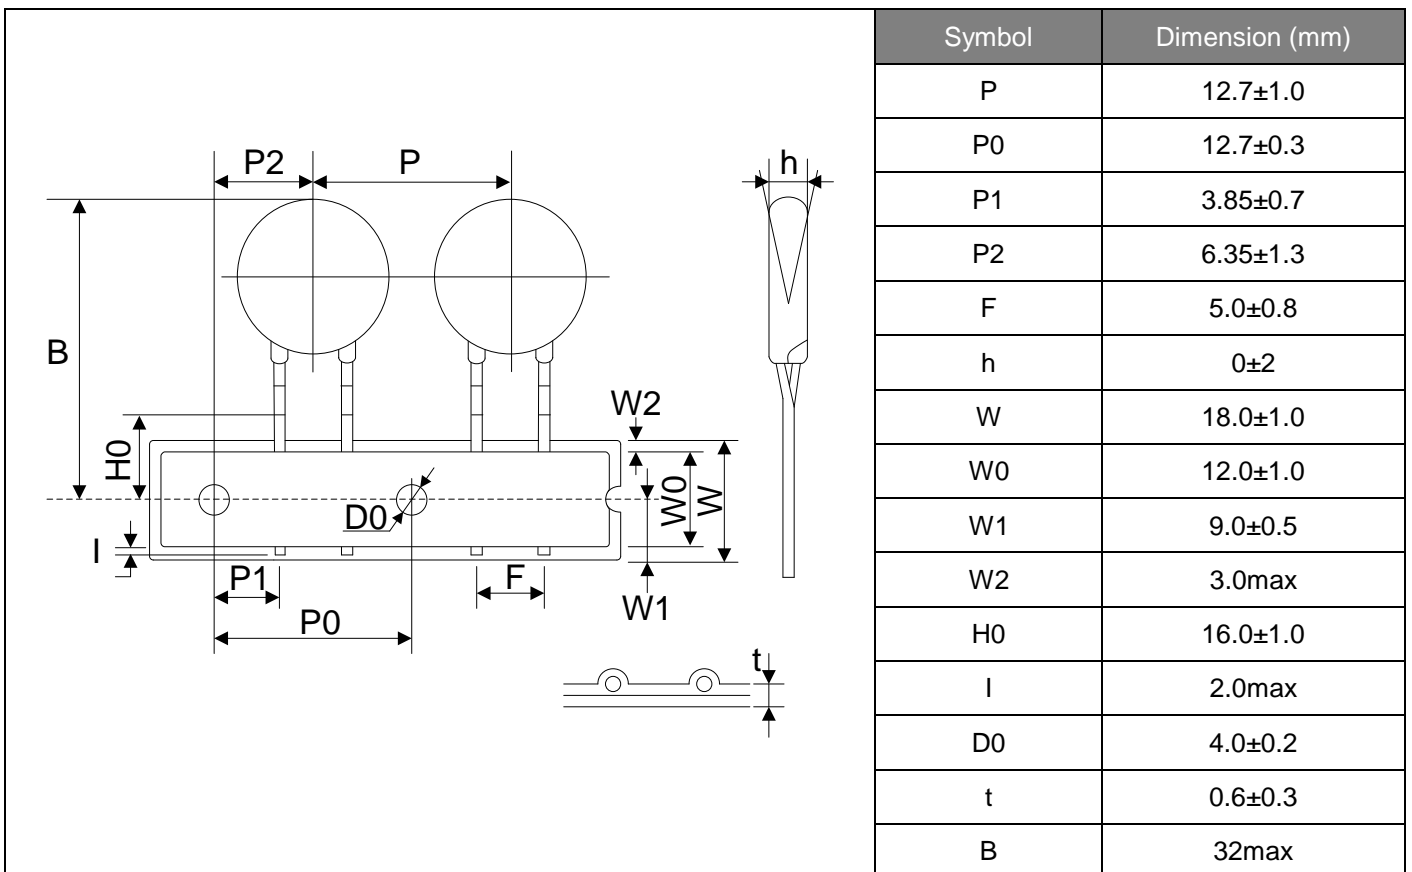 P2 P h
B
W2
H0
W0
W
D0
I
P1 F
W1
P0
t
Symbol Dimension (mm)
P 12.7±1.0
P0 12.7±0.3
P1 3.85±0.7
P2 6.35±1.3
F 5.0±0.8
h 0±2
W 18.0±1.0
W0 12.0±1.0
W1 9.0±0.5
W2 3.0max
H0 16.0±1.0
I 2.0max
D0 4.0±0.2
t 0.6±0.3
B 32max